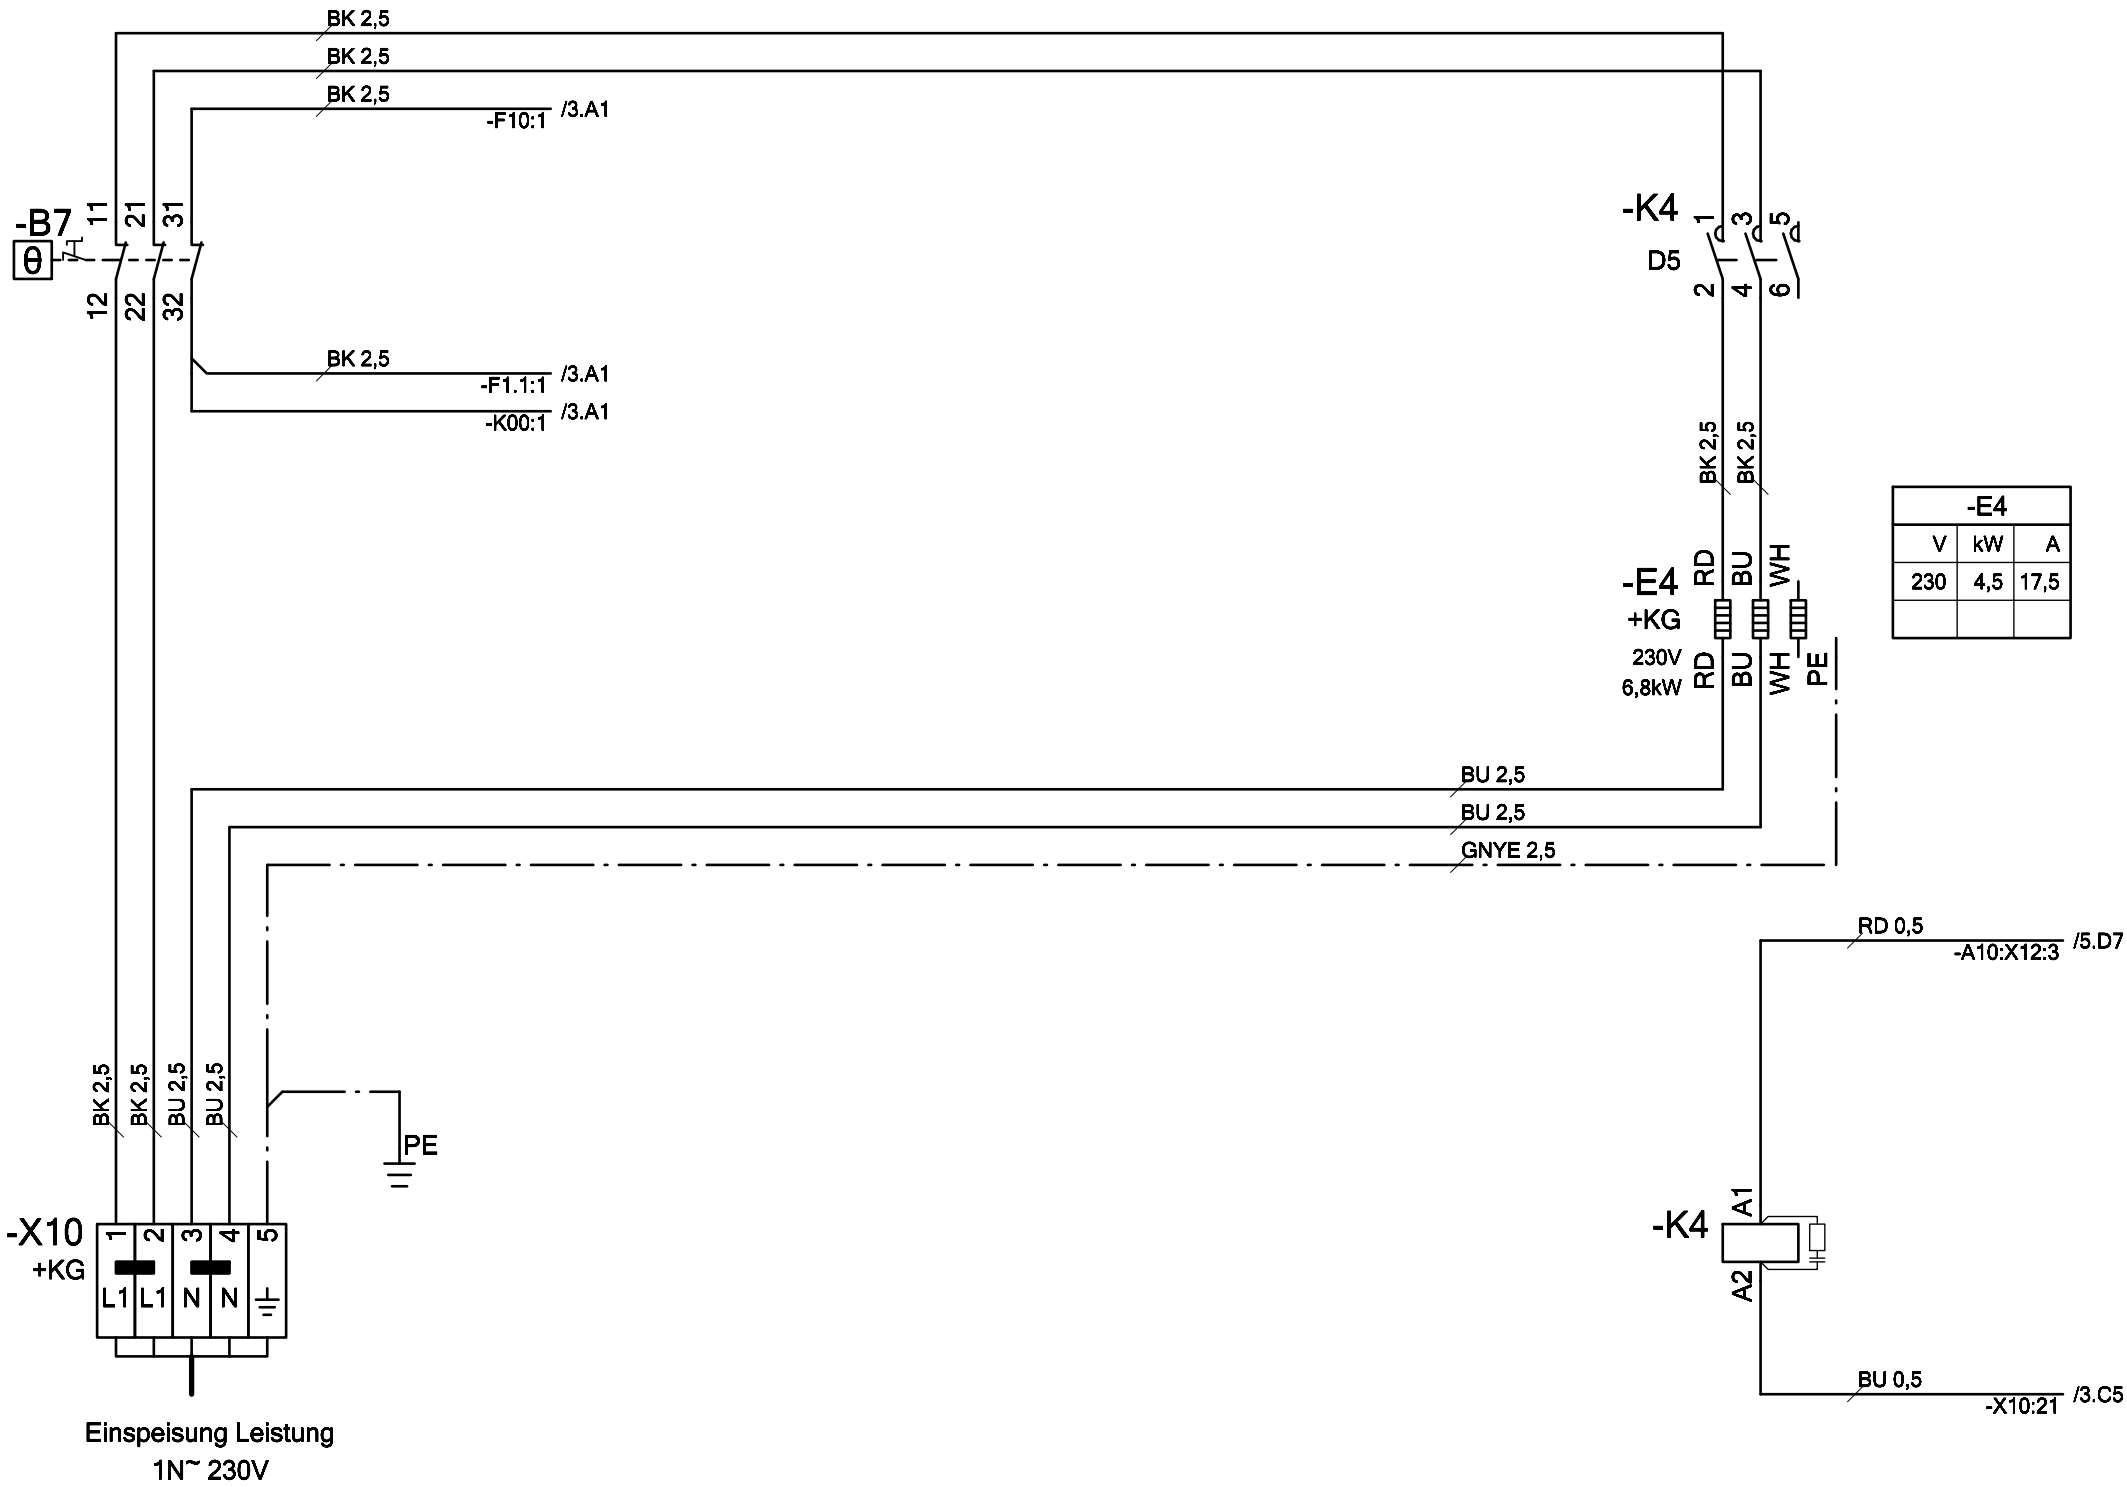 BK 2,5
BK 2,5
BK 2,5
/3.A1
-F10:1
-B7
11
21
31
θ
12
22
32
-K4
1
3
5
D5
2
4
6
BK 2,5
/3.A1
-F1.1:1
/3.A1
-K00:1
BK 2,5
BK 2,5
-E4
V kW A
230 4,5 17,5
-E4
RD
BU
WH
+KG
230V
6,8kW
RD
BU
WH
PE
BU 2,5
BU 2,5
GNYE 2,5
RD 0,5
/5.D7
-A10:X12:3
BK 2,5
BK 2,5
BU 2,5
BU 2,5
PE
-X10
+KG
1 2 3 4 5
L1 L1 N N
-K4
A1
A2
BU 0,5
/3.C5
-X10:21
Einspeisung Leistung
1N~ 230V